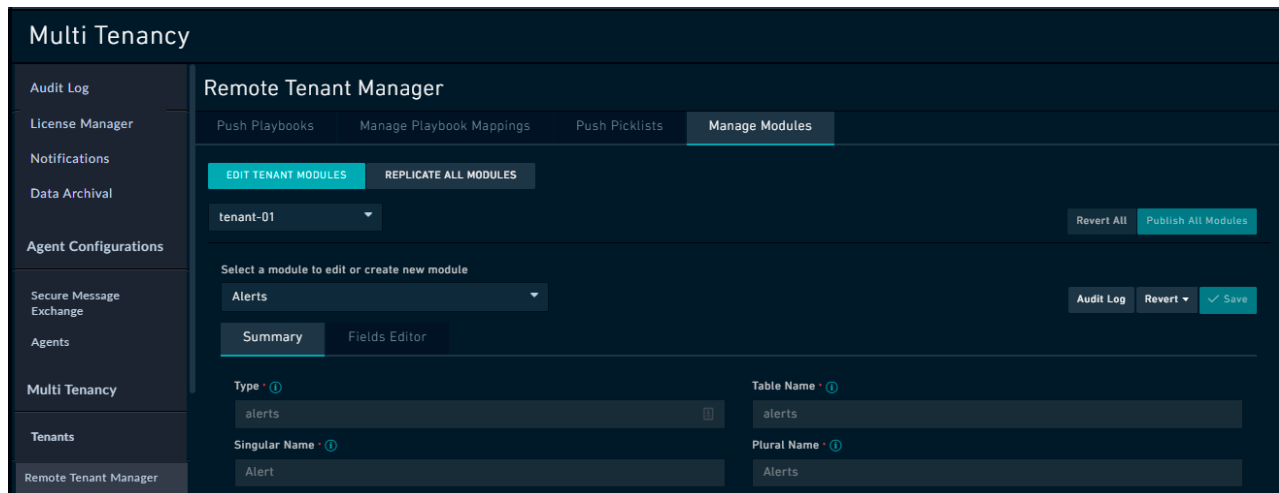 Multi Tenancy
Audit Log
License Manager
Notifications
Data Archival
Agent Configurations
Secure Message
Exchange
Agents
Multi Tenancy
Tenants
Remote Tenant Manager
Remote Tenant Manager
Push Playbooks Manage Playbook Mappings Push Picklists Manage Modules
EDIT TENANT MODULES REPLICATE ALL MODULES
tenant-01 Revert All Publish All Modules
Select a module to edit or create new module
Alerts Audit Log Revert Save
Summary Fields Editor
Type * Table Name *
alerts alerts
Singular Name * Plural Name *
Alert Alerts